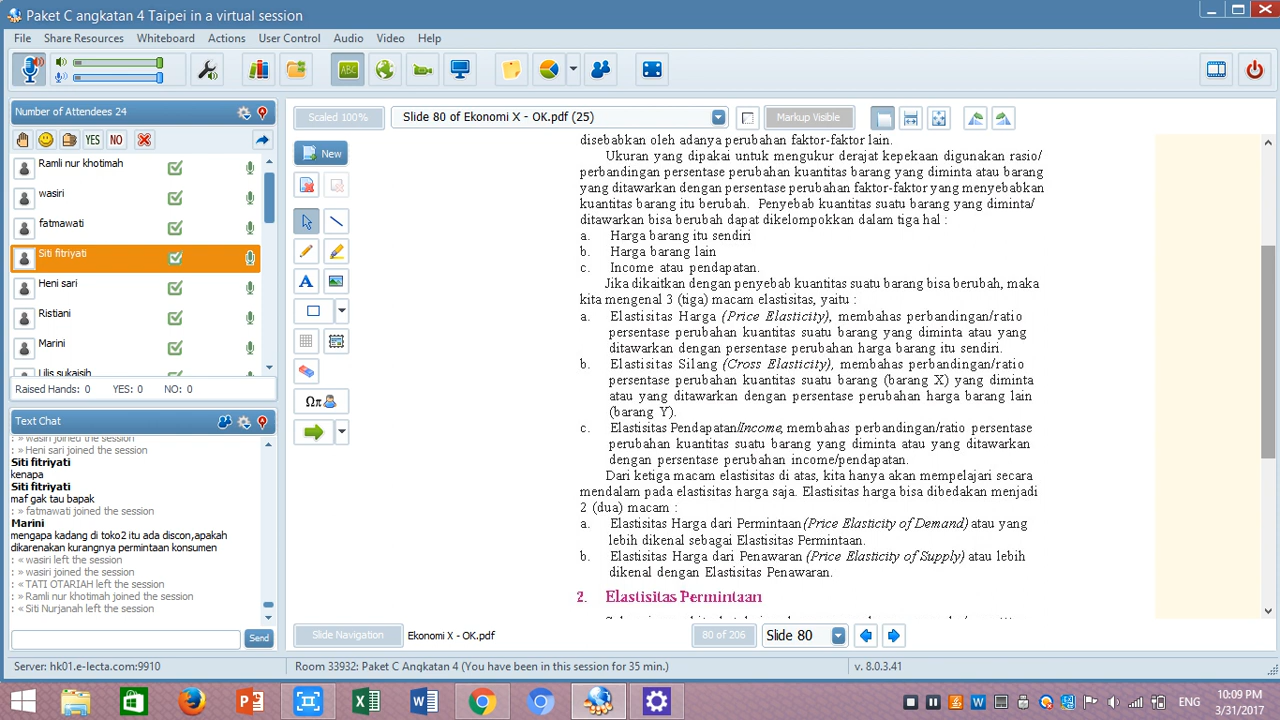 Paket C angkatan 4 Taipei in a virtual session
File Share Resources Whiteboard Actions User Control Audio Video Help
ABC
Number of Attendees 24
YES NO
Ramli nur khotimah
wasiri
fatmawati
Siti fitriyati
Heni sari
Ristiani
Marini
Lilis sukaisih
Raised Hands: 0 YES: 0 NO: 0
Text Chat
: » wasiri joined the session
: » Heni sari joined the session
Siti fitriyati
kenapa
Siti fitriyati
maf gak tau bapak
: » fatmawati joined the session
Marini
mengapa kadang di toko2 itu ada discon,apakah
dikarenakan kurangnya permintaan konsumen
: « wasiri left the session
: » wasiri joined the session
: « TATI OTARIAH left the session
: » Ramli nur khotimah joined the session
: « Siti Nurjanah left the session
Send
Scaled 100% Slide 80 of Ekonomi X - OK.pdf (25) Markup Visible
New
A
Ωπ
disebabkan oleh adanya perubahan faktor-faktor lain.
Ukuran yang dipakai untuk mengukur derajat kepekaan digunakan rasio/
perbandingan persentase perubahan kuantitas barang yang diminta atau barang
yang ditawarkan dengan persentase perubahan faktor-faktor yang menyebabkan
kuantitas barang itu berubah. Penyebab kuantitas suatu barang yang diminta/
ditawarkan bisa berubah dapat dikelompokkan dalam tiga hal :
a. Harga barang itu sendiri
b. Harga barang lain
c. Income atau pendapatan.
Jika dikaitkan dengan penyebab kuantitas suatu barang bisa berubah, maka
kita mengenal 3 (tiga) macam elastisitas, yaitu :
a. Elastisitas Harga (Price Elasticity), membahas perbandingan/ratio
persentase perubahan kuantitas suatu barang yang diminta atau yang
ditawarkan dengan persentase perubahan harga barang itu sendiri.
b. Elastisitas Silang (Cross Elasticity), membahas perbandingan/ratio
persentase perubahan kuantitas suatu barang (barang X) yang diminta
atau yang ditawarkan dengan persentase perubahan harga barang lain
(barang Y).
c. Elastisitas Pendapatan/Income, membahas perbandingan/ratio persentase
perubahan kuantitas suatu barang yang diminta atau yang ditawarkan
dengan persentase perubahan income/pendapatan.
Dari ketiga macam elastisitas di atas, kita hanya akan mempelajari secara
mendalam pada elastisitas harga saja. Elastisitas harga bisa dibedakan menjadi
2 (dua) macam :
a. Elastisitas Harga dari Permintaan (Price Elasticity of Demand) atau yang
lebih dikenal sebagai Elastisitas Permintaan.
b. Elastisitas Harga dari Penawaran (Price Elasticity of Supply) atau lebih
dikenal dengan Elastisitas Penawaran.
2. Elastisitas Permintaan
Slide Navigation Ekonomi X - OK.pdf 80 of 206 Slide 80
Server: hk01.e-lecta.com:9910 Room 33932: Paket C Angkatan 4 (You have been in this session for 35 min.) v. 8.0.3.41
ENG
10:09 PM
3/31/2017